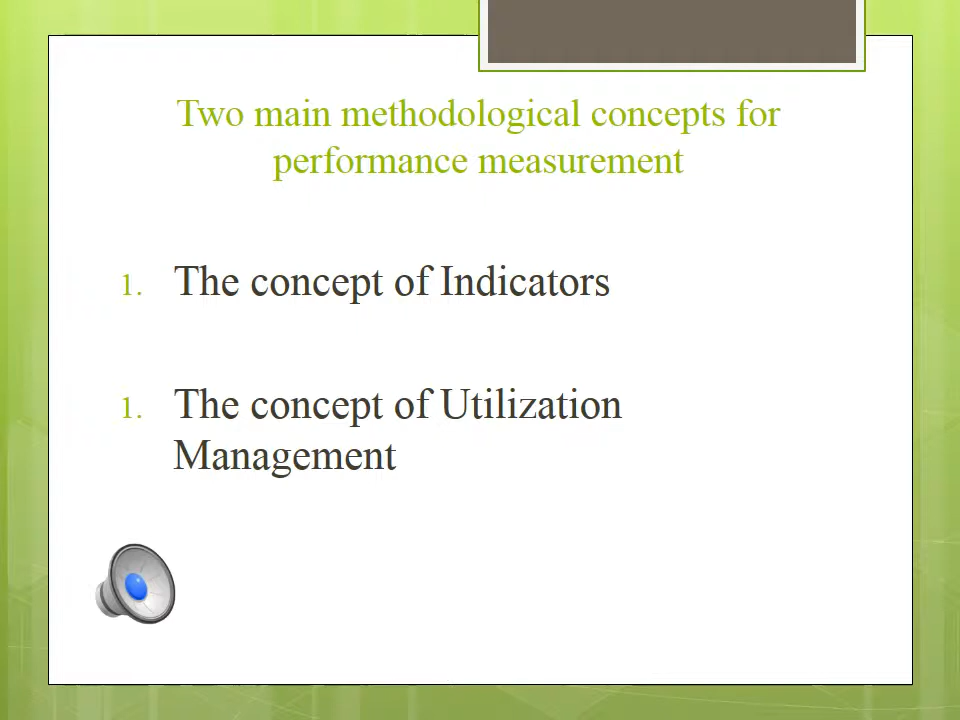 Two main methodological concepts for
performance measurement
1. The concept of Indicators
1. The concept of Utilization
Management